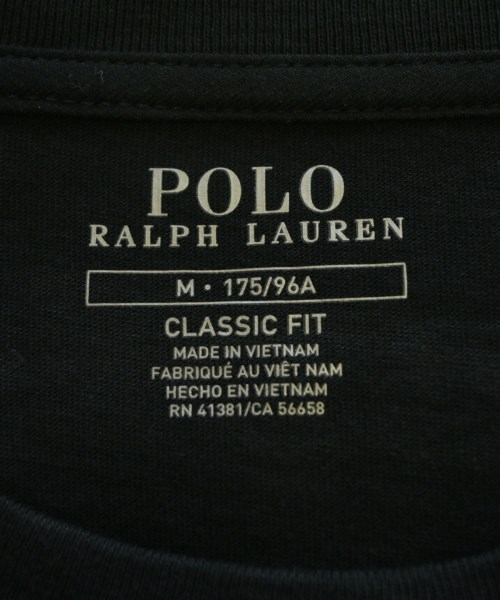 POLO
RALPH LAUREN
M • 175/96A
CLASSIC FIT
MADE IN VIETNAM
FABRIQUÉ AU VIÊT NAM
HECHO EN VIETNAM
RN 41381/CA 56658